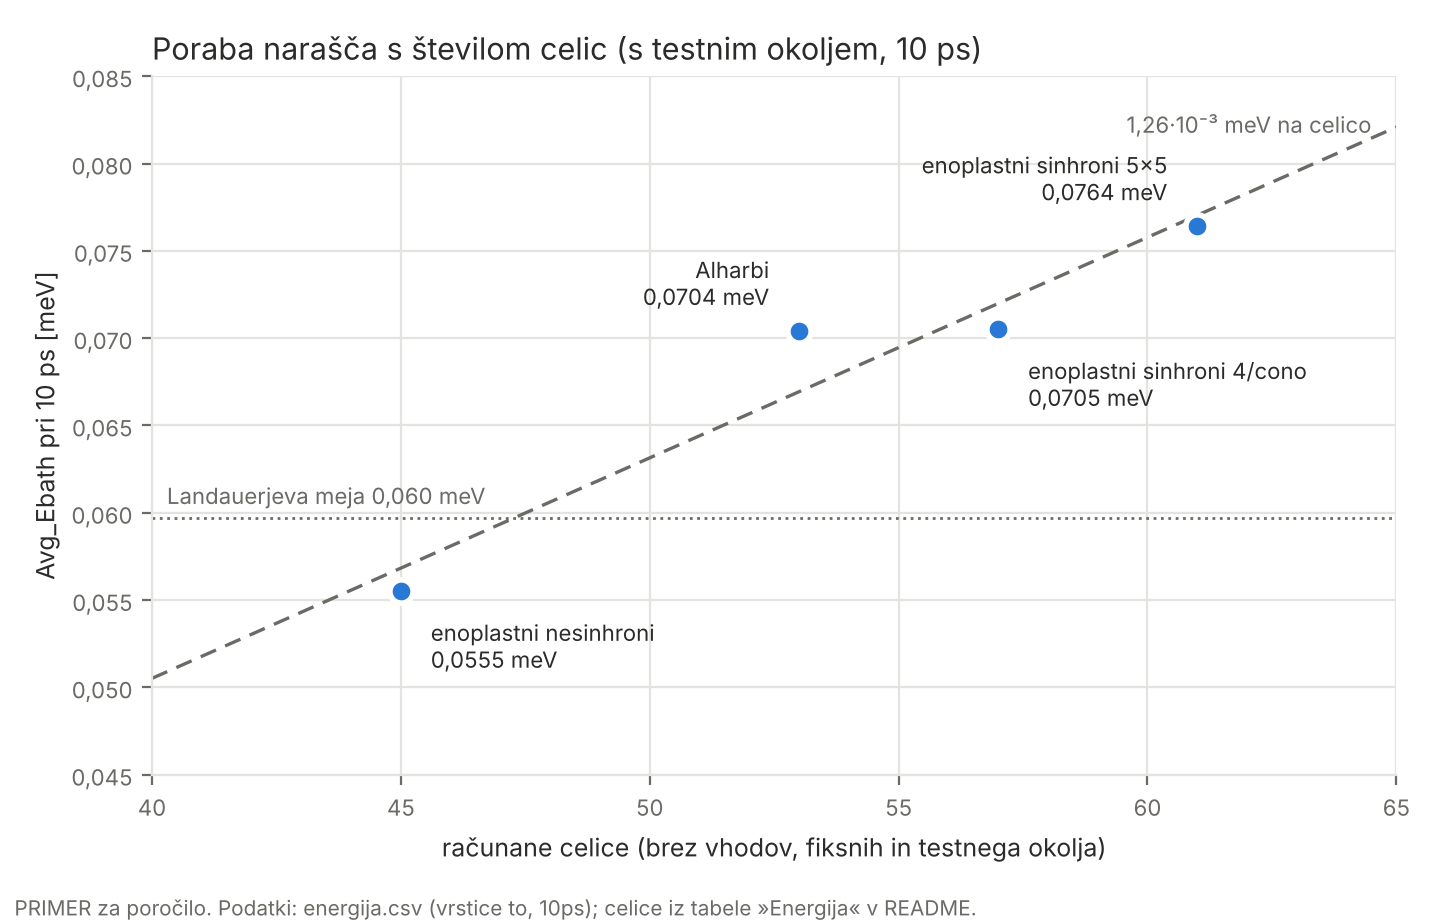 Poraba narašča s številom celic (s testnim okoljem, 10 ps)
0,085
0,080
0,075
0,070
0,065
0,060
0,055
0,050
0,045
Avg_Ebath pri 10 ps [meV]
1,26·10⁻³ meV na celico
enoplastni sinhroni 5×5
0,0764 meV
Alharbi
0,0704 meV
enoplastni sinhroni 4/cono
0,0705 meV
Landauerjeva meja 0,060 meV
enoplastni nesinhroni
0,0555 meV
40
45
50
55
60
65
računane celice (brez vhodov, fiksnih in testnega okolja)
PRIMER za poročilo. Podatki: energija.csv (vrstice to, 10ps); celice iz tabele »Energija« v README.